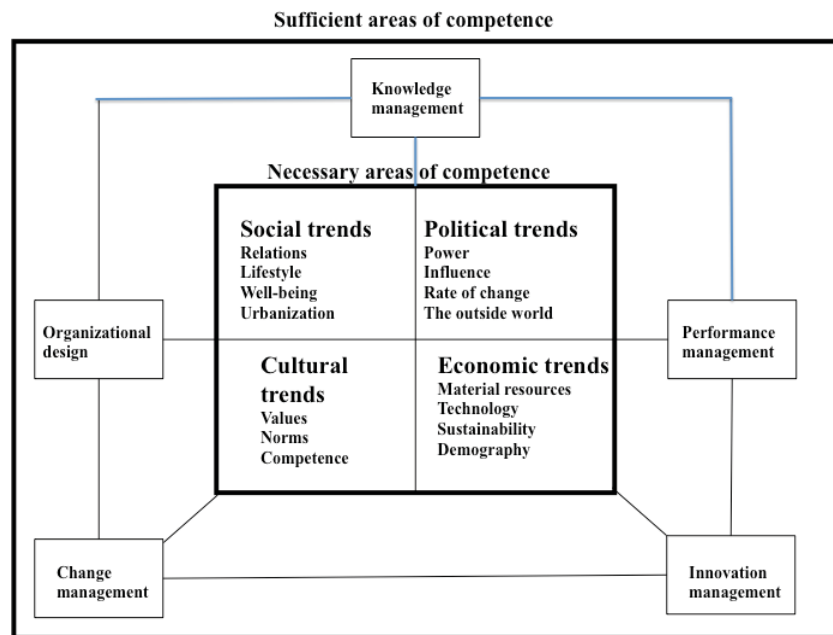 Sufficient areas of competence
Knowledge
management
Necessary areas of competence
Social trends
Relations
Lifestyle
Well-being
Urbanization
Political trends
Power
Influence
Rate of change
The outside world
Organizational
design
Performance
management
Cultural
trends
Values
Norms
Competence
Economic trends
Material resources
Technology
Sustainability
Demography
Change
management
Innovation
management